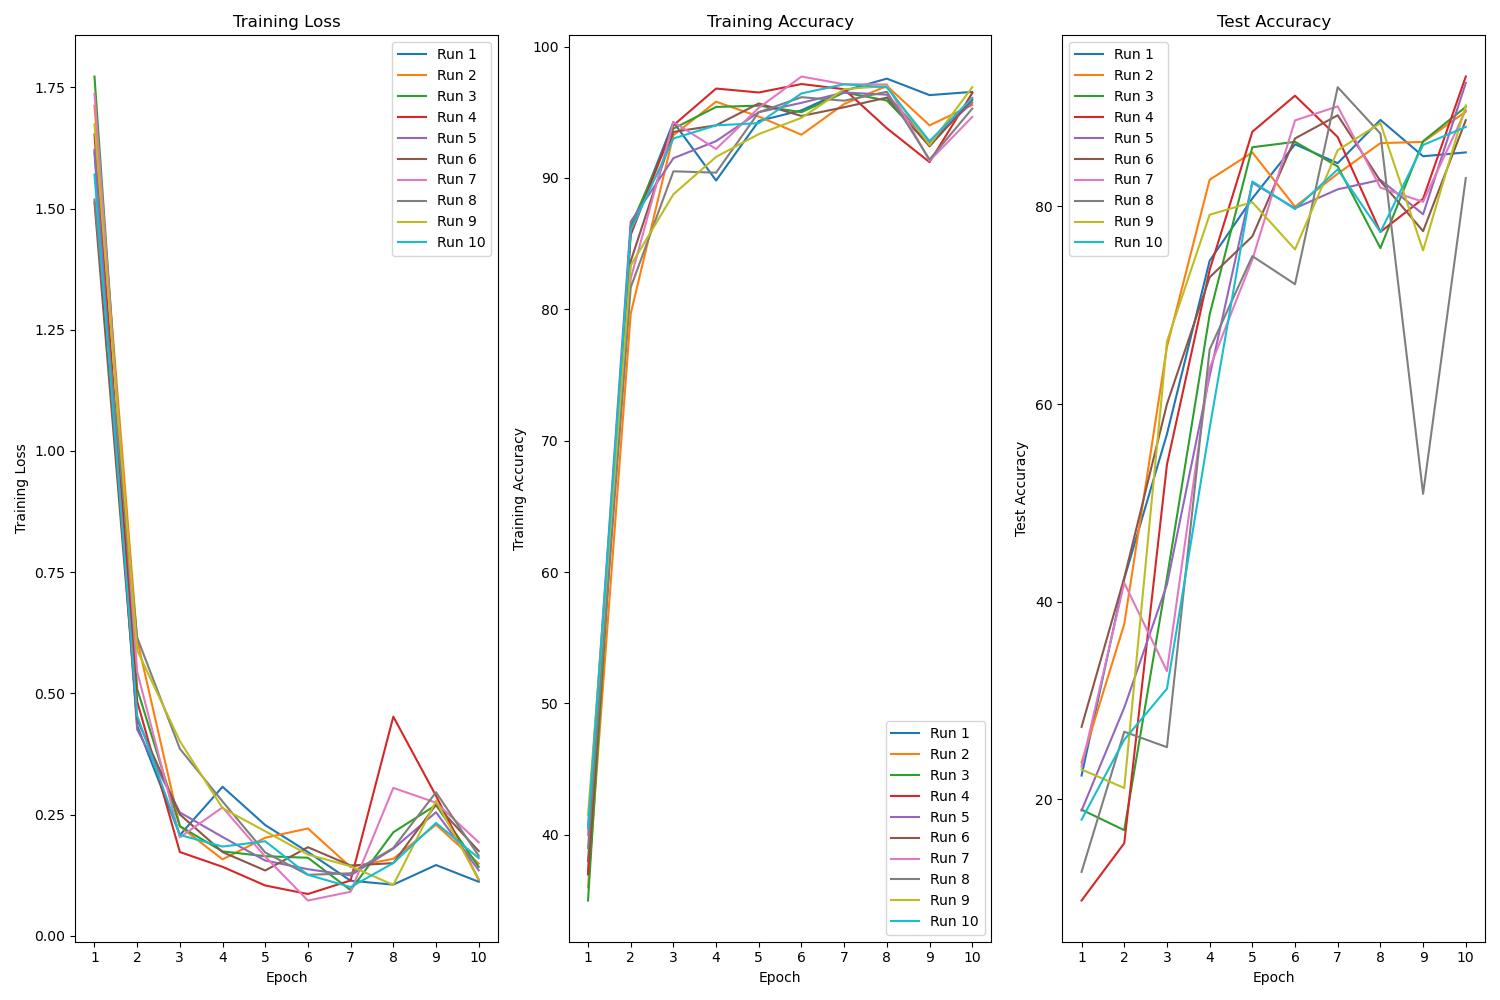 Training Loss
Training Loss
1.75
1.50
1.25
1.00
0.75
0.50
0.25
0.00
1 2 3 4 5 6 7 8 9 10
Epoch
Run 1
Run 2
Run 3
Run 4
Run 5
Run 6
Run 7
Run 8
Run 9
Run 10
Training Accuracy
Training Accuracy
100
90
80
70
60
50
40
1 2 3 4 5 6 7 8 9 10
Epoch
Run 1
Run 2
Run 3
Run 4
Run 5
Run 6
Run 7
Run 8
Run 9
Run 10
Test Accuracy
Test Accuracy
80
60
40
20
1 2 3 4 5 6 7 8 9 10
Epoch
Run 1
Run 2
Run 3
Run 4
Run 5
Run 6
Run 7
Run 8
Run 9
Run 10